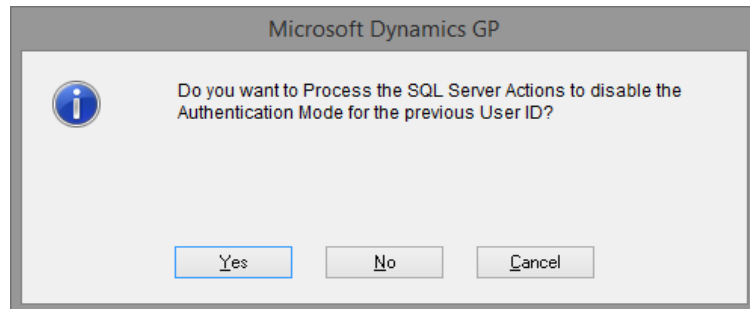 Microsoft Dynamics GP
Do you want to Process the SQL Server Actions to disable the
Authentication Mode for the previous User ID?
Yes
No
Cancel